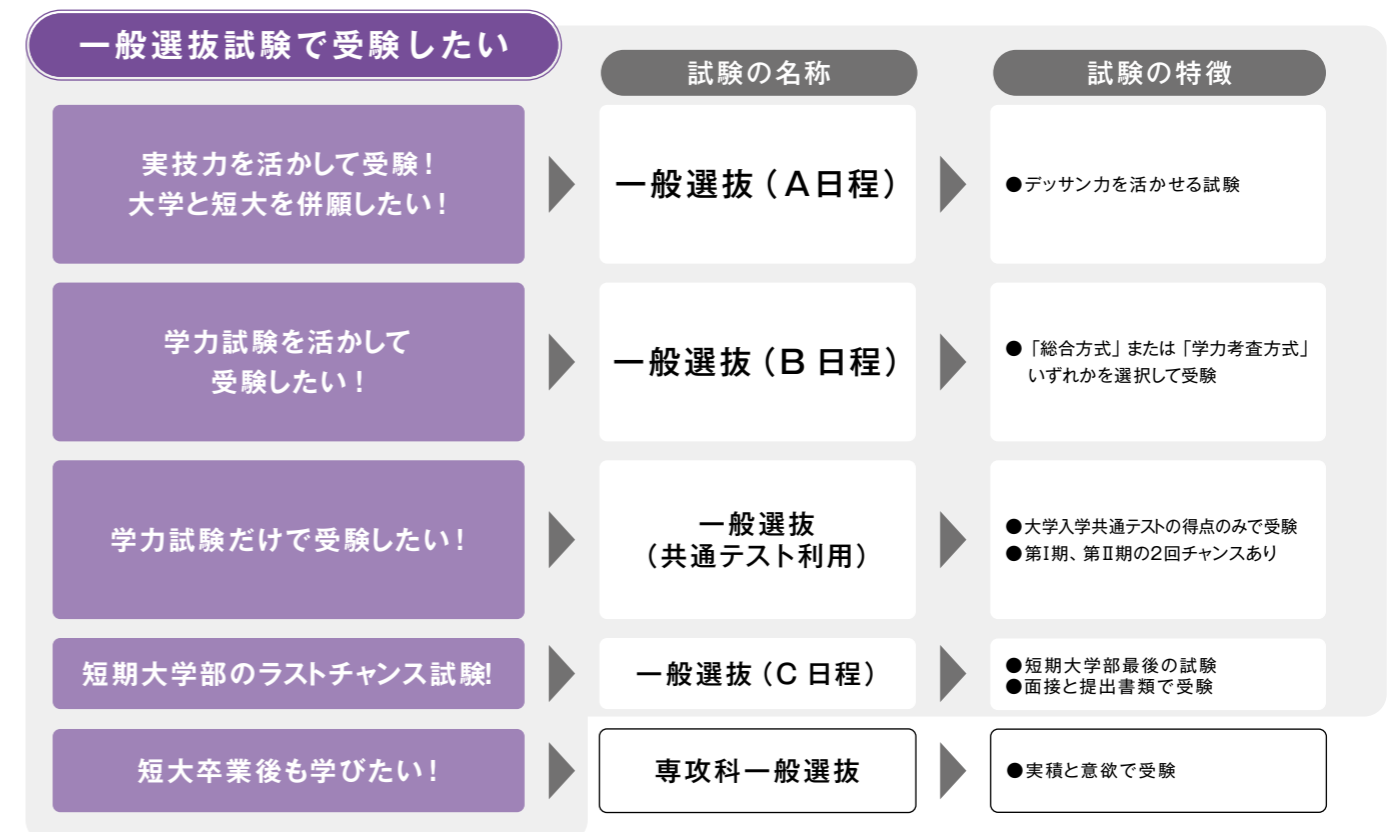 一般選抜試験で受験したい
試験の名称
試験の特徴
実技力を活かして受験！
大学と短大を併願したい！
一般選抜（A日程）
●デッサン力を活かせる試験
学力試験を活かして
受験したい！
一般選抜（B 日程）
●「総合方式」または「学力考査方式」
いずれかを選択して受験
学力試験だけで受験したい！
一般選抜
（共通テスト利用）
●大学入学共通テストの得点のみで受験
●第Ⅰ期、第Ⅱ期の2回チャンスあり
短期大学部のラストチャンス試験!
一般選抜（C 日程）
●短期大学部最後の試験
●面接と提出書類で受験
短大卒業後も学びたい！
専攻科一般選抜
●実積と意欲で受験